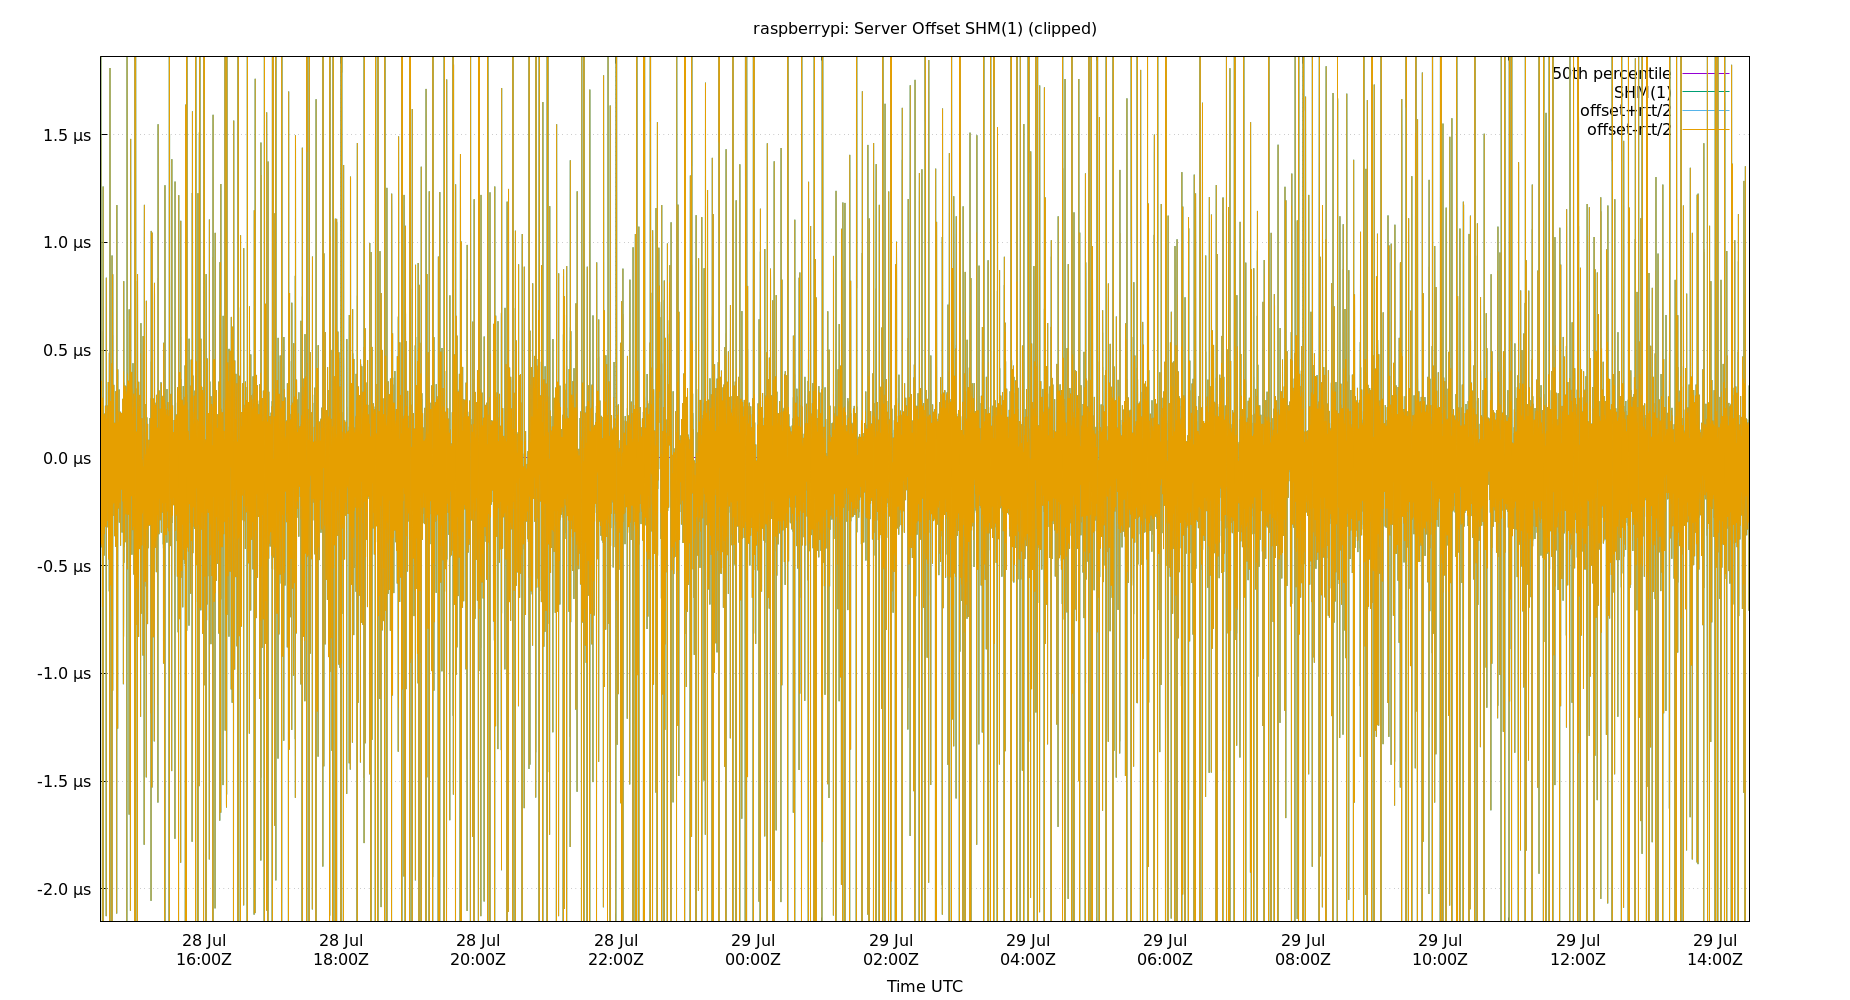 raspberrypi: Server Offset SHM(1) (clipped)
50th percentile
SHM(1)
offset+rtt/2
offset-rtt/2
1.5 µs
1.0 µs
0.5 µs
0.0 µs
-0.5 µs
-1.0 µs
-1.5 µs
-2.0 µs
28 Jul 28 Jul 28 Jul 28 Jul 29 Jul 29 Jul 29 Jul 29 Jul 29 Jul 29 Jul 29 Jul 29 Jul
16:00Z 18:00Z 20:00Z 22:00Z 00:00Z 02:00Z 04:00Z 06:00Z 08:00Z 10:00Z 12:00Z 14:00Z
Time UTC